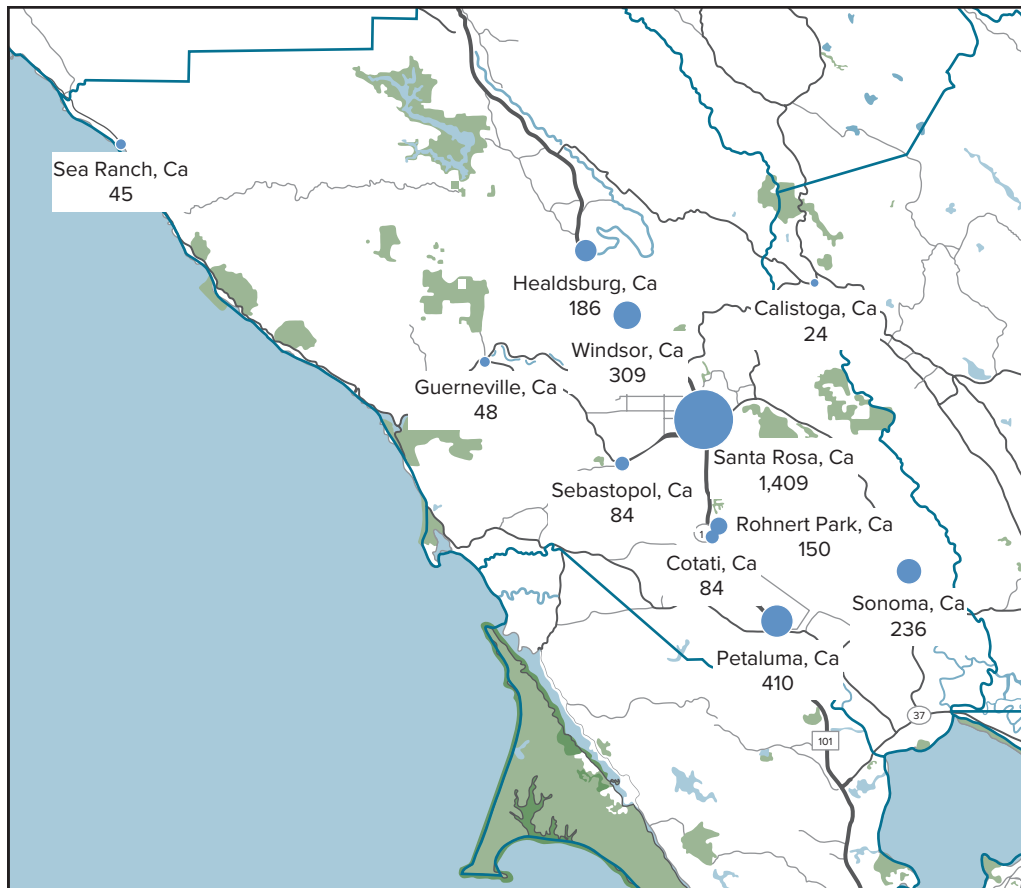 Sea Ranch, Ca
45
Healdsburg, Ca
186
Calistoga, Ca
24
Windsor, Ca
309
Guerneville, Ca
48
Santa Rosa, Ca
1,409
Sebastopol, Ca
84
1
Rohnert Park, Ca
150
Cotati, Ca
84
Sonoma, Ca
236
Petaluma, Ca
410
37
101